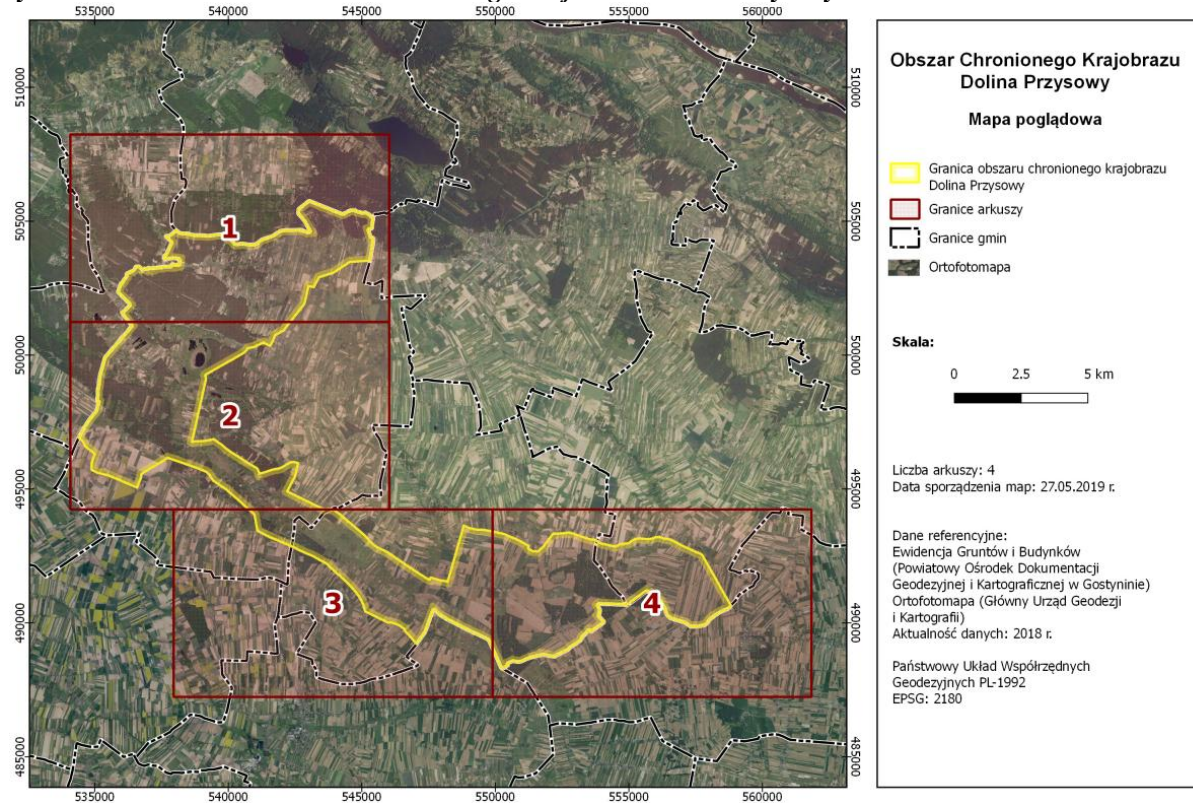 535000 540000 545000 550000 555000 560000
510000
505000
500000
495000
490000
485000
510000
505000
500000
495000
490000
485000
535000 540000 545000 550000 555000 560000
1
2
3
4
Obszar Chronionego Krajobrazu
Dolina Przysowy
Mapa poglądowa
Granica obszaru chronionego krajobrazu
Dolina Przysowy
Granice arkuszy
Granice gmin
Ortofotomapa
Skala:
0 2.5 5 km
Liczba arkuszy: 4
Data sporządzenia map: 27.05.2019 r.
Dane referencyjne:
Ewidencja Gruntów i Budynków
(Powiatowy Ośrodek Dokumentacji
Geodezyjnej i Kartograficznej w Gostyninie)
Ortofotomapa (Główny Urząd Geodezji
i Kartografii)
Aktualność danych: 2018 r.
Państwowy Układ Współrzędnych
Geodezyjnych PL-1992
EPSG: 2180